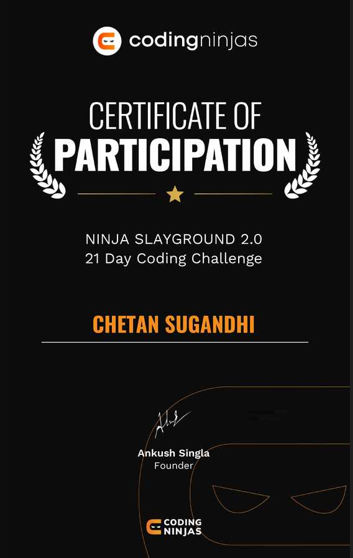 codingninjas
CERTIFICATE OF
PARTICIPATION
NINJA SLAYGROUND 2.0
21 Day Coding Challenge
CHETAN SUGANDHI
Ankush Singla
Founder
CODING
NINJAS